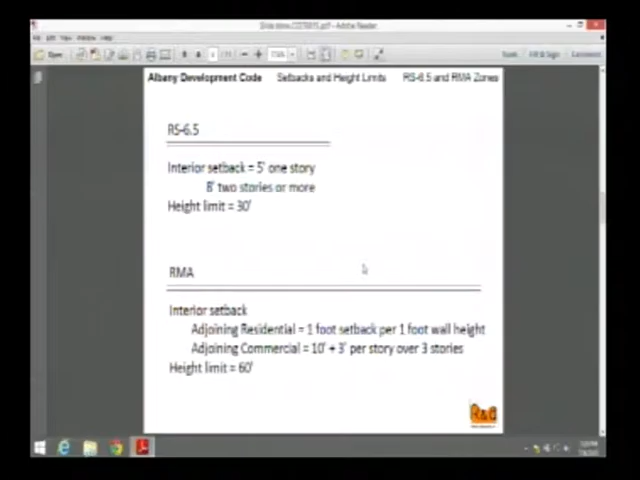 Albany Development Code Setbacks and Height Limits RS-6.5 and RMA Zones
RS-6.5
Interior setback = 5' one story
8' two stories or more
Height limit = 30'
RMA
Interior setback
Adjoining Residential = 1 foot setback per 1 foot wall height
Adjoining Commercial = 10' + 3' per story over 3 stories
Height limit = 60'